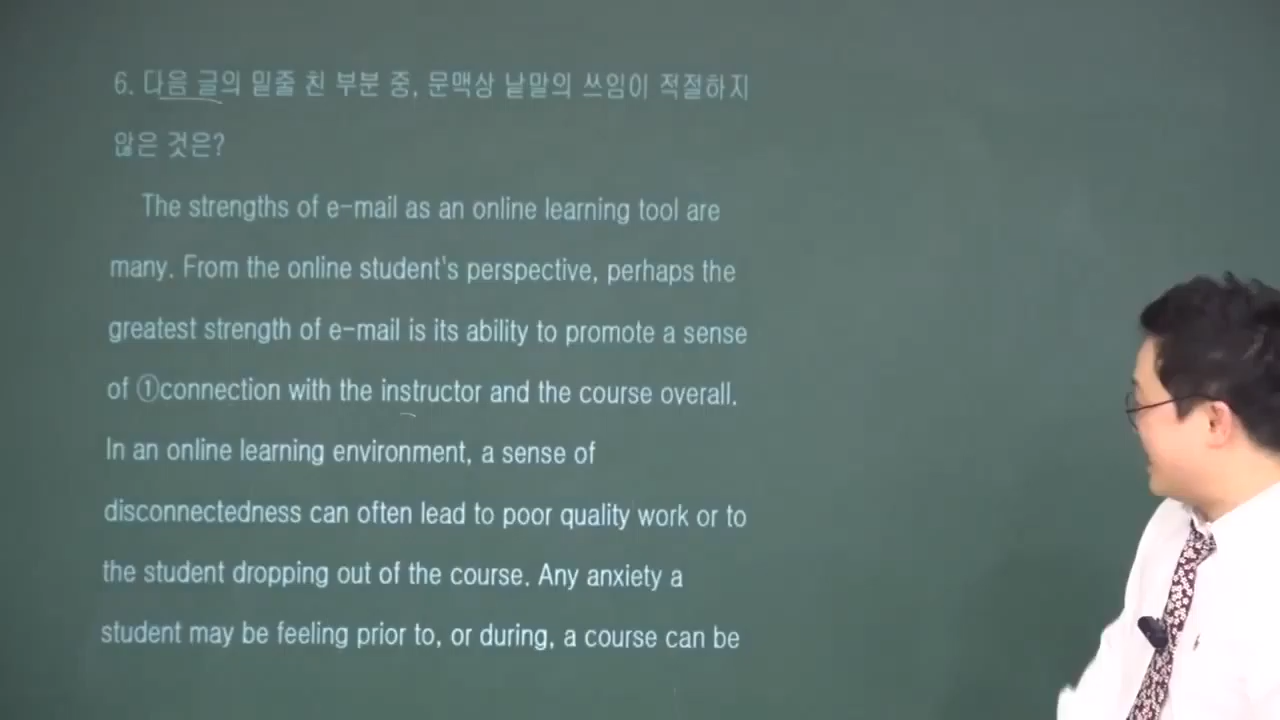 6. 다음 글의 밑줄 친 부분 중, 문맥상 낱말의 쓰임이 적절하지
않은 것은?
The strengths of e-mail as an online learning tool are
many. From the online student's perspective, perhaps the
greatest strength of e-mail is its ability to promote a sense
of ①connection with the instructor and the course overall.
In an online learning environment, a sense of
disconnectedness can often lead to poor quality work or to
the student dropping out of the course. Any anxiety a
student may be feeling prior to, or during, a course can be